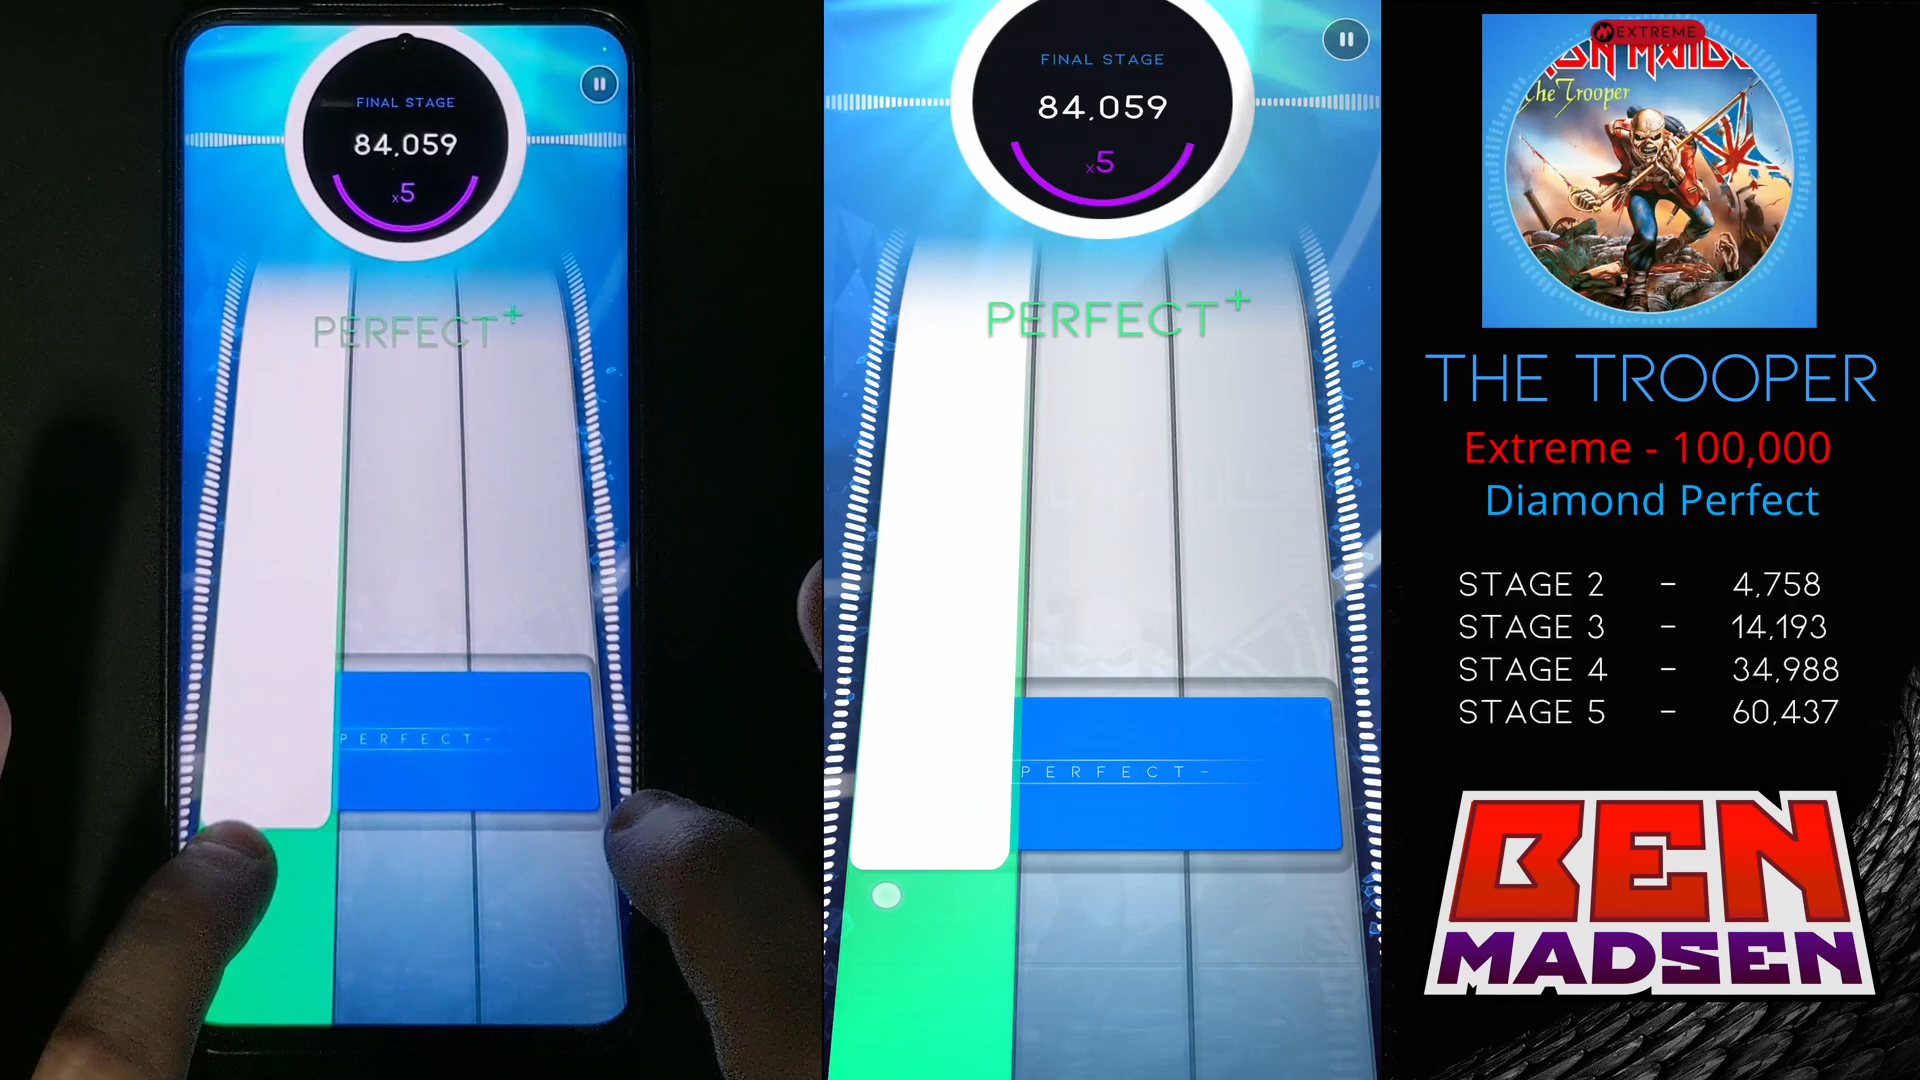 FINAL STAGE
84,059
x5
PERFECT+
PERFECT-
FINAL STAGE
84,059
x5
PERFECT+
PERFECT-
EXTREME
IRON MAIDEN
The Trooper
THE TROOPER
Extreme - 100,000
Diamond Perfect
STAGE 2 - 4,758
STAGE 3 - 14,193
STAGE 4 - 34,988
STAGE 5 - 60,437
BEN
MADSEN